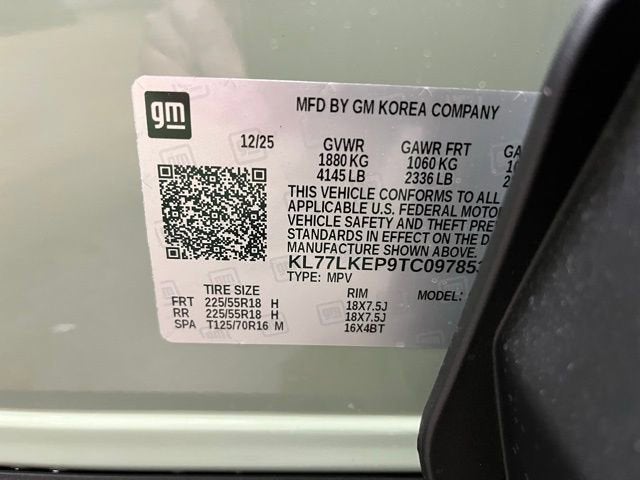 gm
MFD BY GM KOREA COMPANY
12/25 GVWR GAWR FRT
1880 KG 1060 KG
4145 LB 2336 LB
THIS VEHICLE CONFORMS TO ALL
APPLICABLE U.S. FEDERAL MOTOR
VEHICLE SAFETY AND THEFT
STANDARDS IN EFFECT ON THE
MANUFACTURE SHOWN ABOVE.
KL77LKEP9TC09785
TYPE: MPV MODEL:
TIRE SIZE RIM
FRT 225/55R18 H 18X7.5J
RR 225/55R18 H 18X7.5J
SPA T125/70R16 M 16X4BT